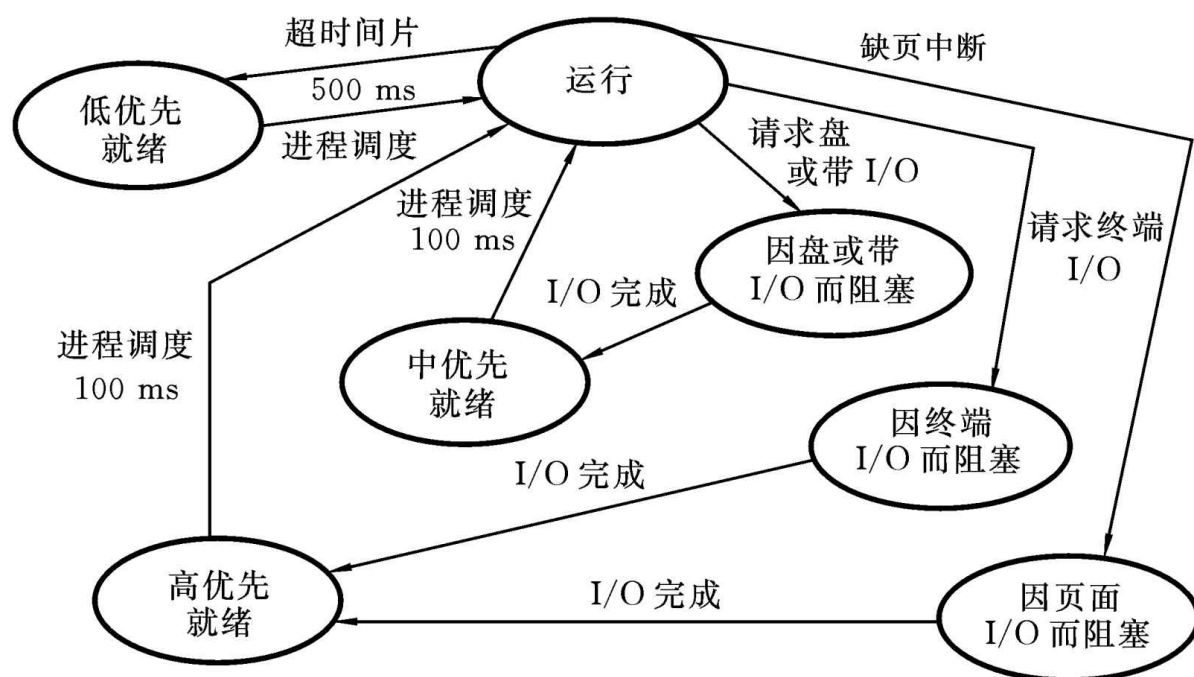 超时间片
运行
缺页中断
低优先
就绪
500 ms
进程调度
请求盘
或带 I/O
进程调度
100 ms
请求终端
I/O
因盘或带
I/O 而阻塞
I/O 完成
进程调度
100 ms
中优先
就绪
因终端
I/O 而阻塞
I/O 完成
高优先
就绪
I/O 完成
因页面
I/O 而阻塞